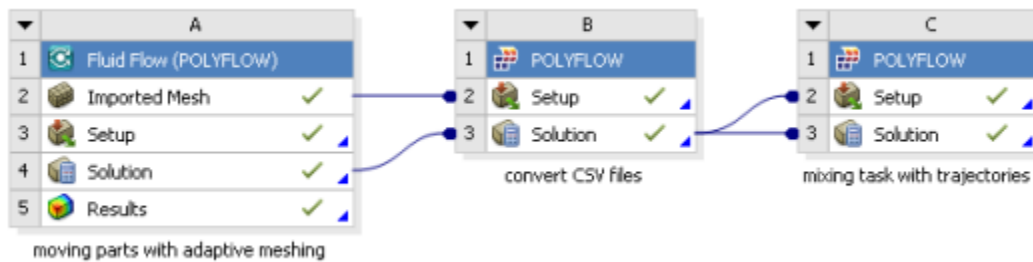 A
1 Fluid Flow (POLYFLOW)
2 Imported Mesh
3 Setup
4 Solution
5 Results
moving parts with adaptive meshing
B
1 POLYFLOW
2 Setup
3 Solution
convert CSV files
C
1 POLYFLOW
2 Setup
3 Solution
mixing task with trajectories